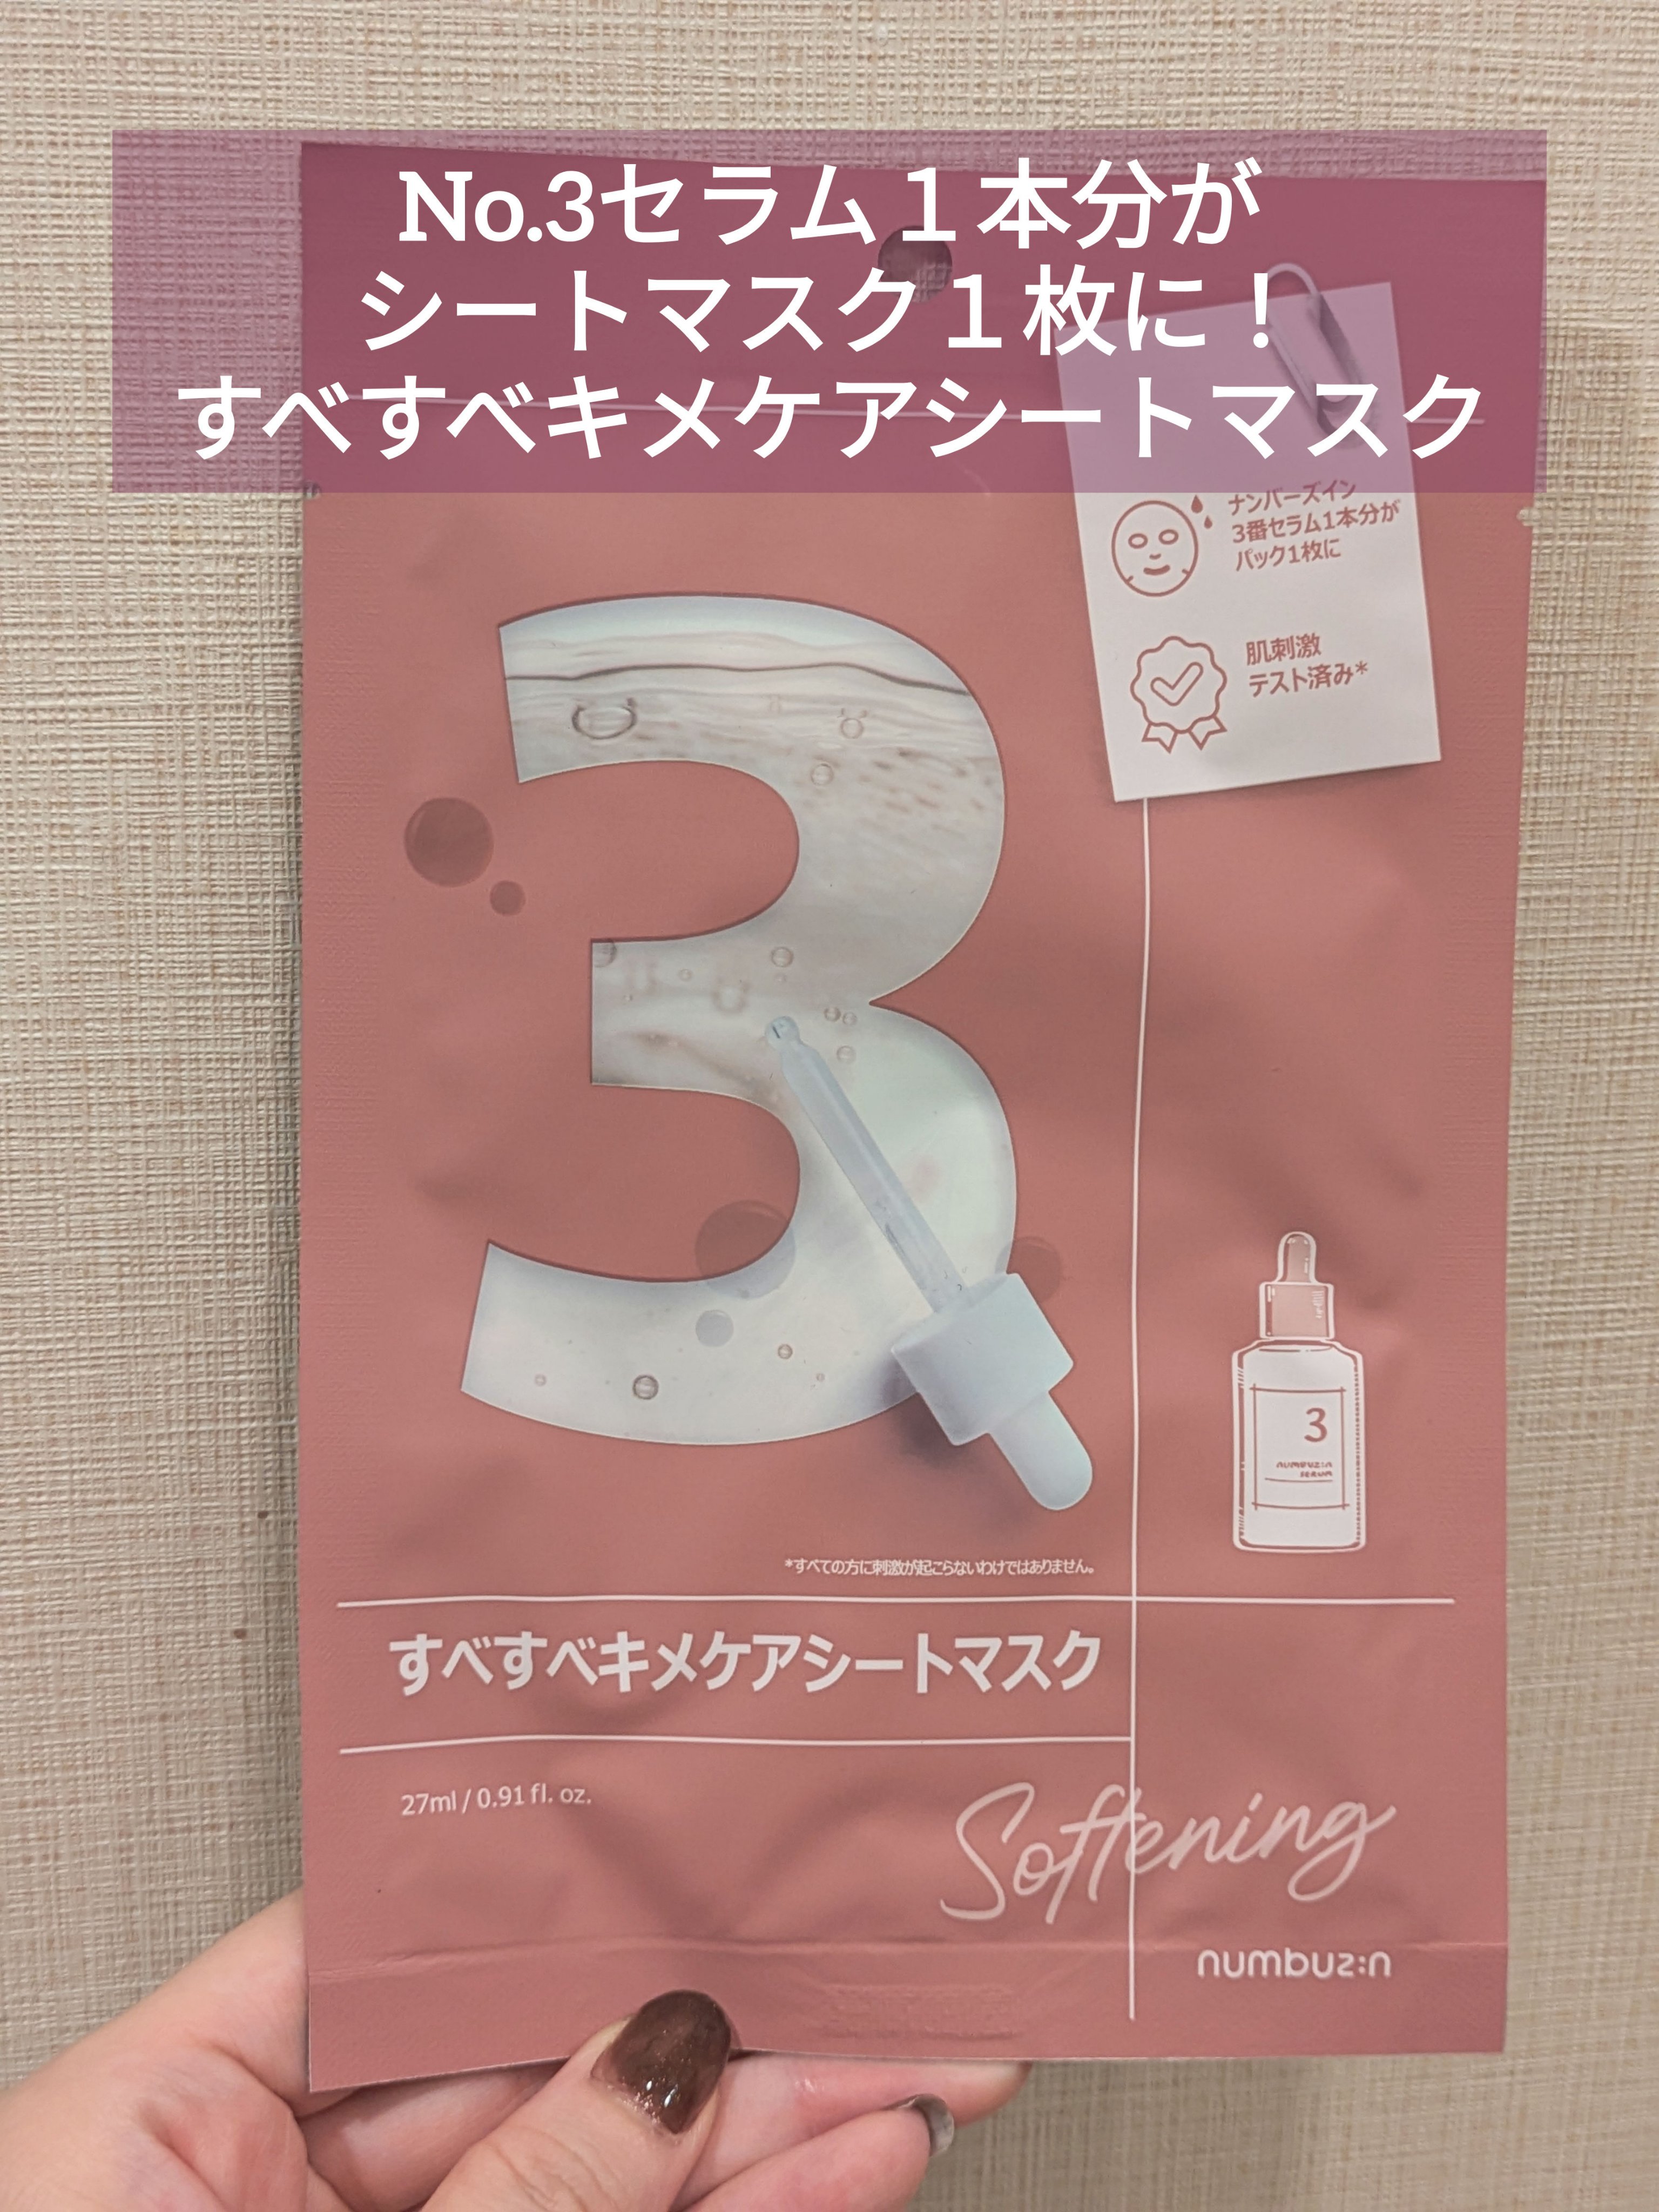 No.3セラム１本分が
シートマスク１枚に！
すべすべキメケアシートマスク
ナンバーズイン
3番セラム1本分が
パック1枚に
肌刺激
テスト済み*
3
3
numbuz:n
serum
*すべての方に刺激が起こらないわけではありません。
すべすべキメケアシートマスク
27ml / 0.91 fl. oz.
Softening
numbuz:n